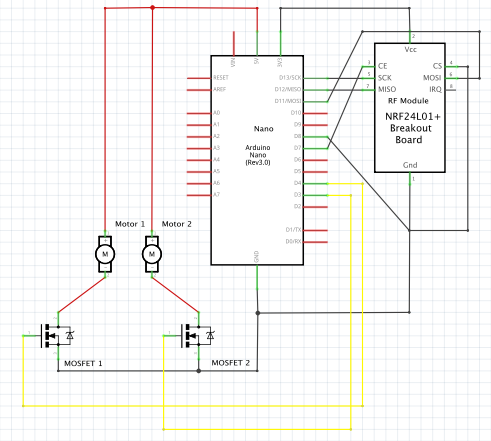 VIN
5V
3V3
2
Vcc
RESET
AREF
D13/SCK
D12/MISO
D11/MOSI
3
CE
5
SCK
7
MISO
CS
4
MOSI
6
IRQ
8
A0
A1
A2
A3
A4
A5
A6
A7
D10
D9
D8
D7
D6
D5
D4
D3
D2
D1/TX
D0/RX
Nano
Arduino
Nano
(Rev3.0)
RF Module
NRF24L01+
Breakout
Board
Gnd
1
GND
Motor 1
Motor 2
M
M
MOSFET 1
MOSFET 2